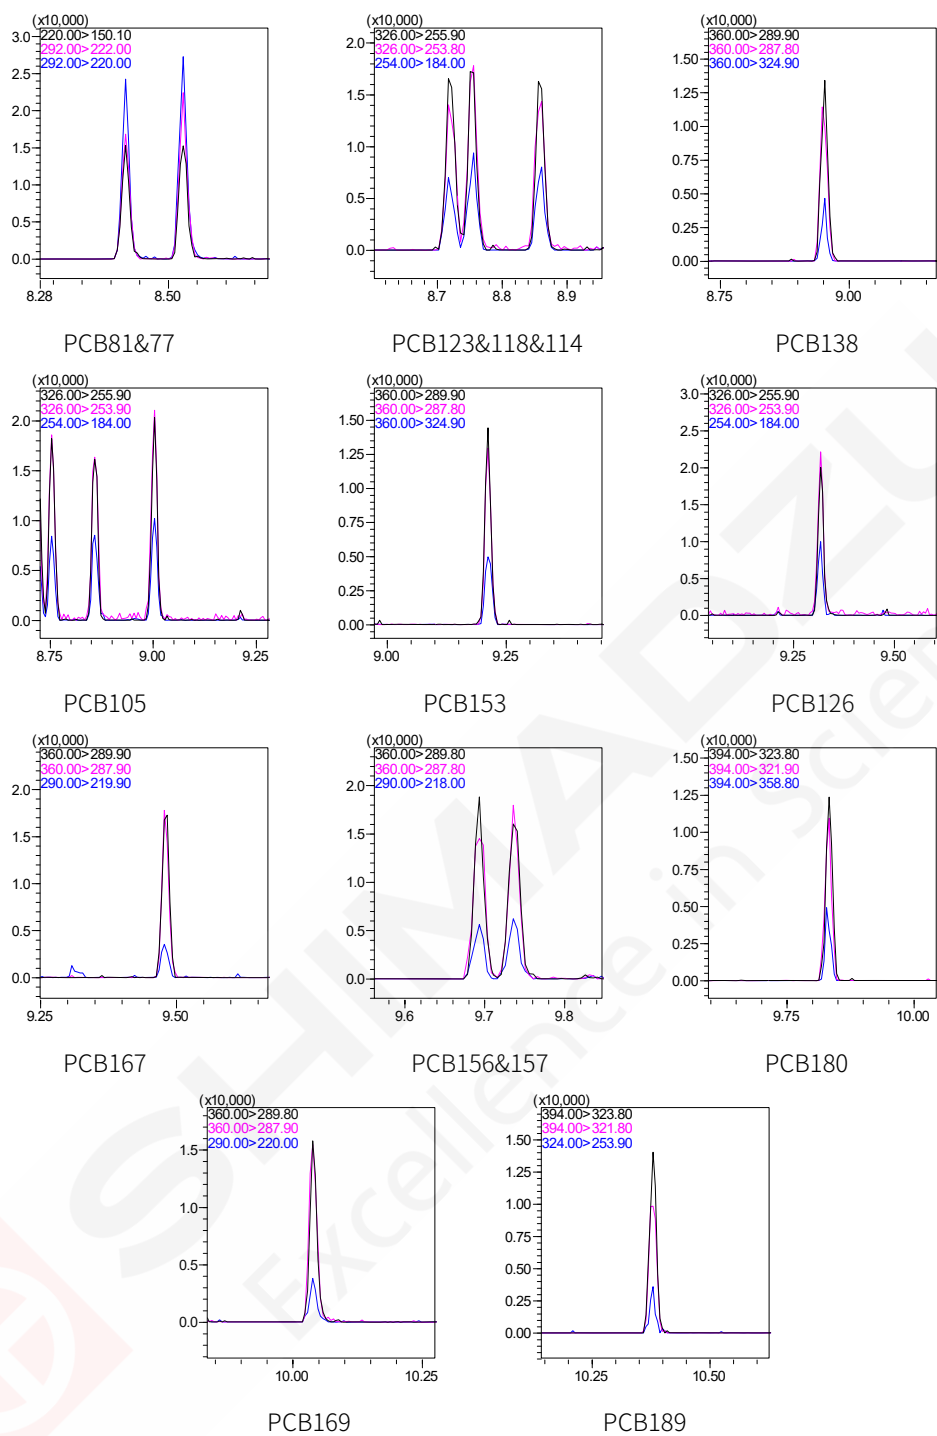 (x10,000) (x10,000) (x10,000)
220.00>150.10 326.00>255.90 360.00>289.90
292.00>222.00 326.00>253.80 360.00>287.80
292.00>220.00 254.00>184.00 360.00>324.90
3.0 2.0 1.50
2.5 1.5 1.25
2.0 1.0 1.00
1.5 0.5 0.75
1.0 0.0 0.50
0.5 0.25
0.0 0.00
8.28 8.50 8.7 8.8 8.9 8.75 9.00
PCB81&77 PCB123&118&114 PCB138
(x10,000) (x10,000) (x10,000)
326.00>255.90 360.00>289.90 326.00>255.90
326.00>253.90 360.00>287.80 326.00>253.90
254.00>184.00 360.00>324.90 254.00>184.00
2.0 1.50 3.0
1.5 1.25 2.5
1.0 1.00 2.0
0.5 0.75 1.5
0.0 0.50 1.0
0.25 0.5
0.00 0.0
8.75 9.00 9.25 9.00 9.25 9.25 9.50
PCB105 PCB153 PCB126
(x10,000) (x10,000) (x10,000)
360.00>289.90 360.00>289.80 394.00>323.80
360.00>287.90 360.00>287.80 394.00>321.90
290.00>219.90 290.00>218.00 394.00>358.80
2.0 2.0 1.50
1.5 1.5 1.25
1.0 1.0 1.00
0.5 0.5 0.75
0.0 0.0 0.50
0.25
0.00
9.25 9.50 9.6 9.7 9.8 9.75 10.00
PCB167 PCB156&157 PCB180
(x10,000) (x10,000)
360.00>289.80 394.00>323.80
360.00>287.90 394.00>321.80
290.00>220.00 324.00>253.90
1.5 1.50
1.0 1.25
0.5 1.00
0.0 0.75
0.50
0.25
0.00
10.00 10.25 10.25 10.50
PCB169 PCB189
SHIMADZU
Excellence in Scien